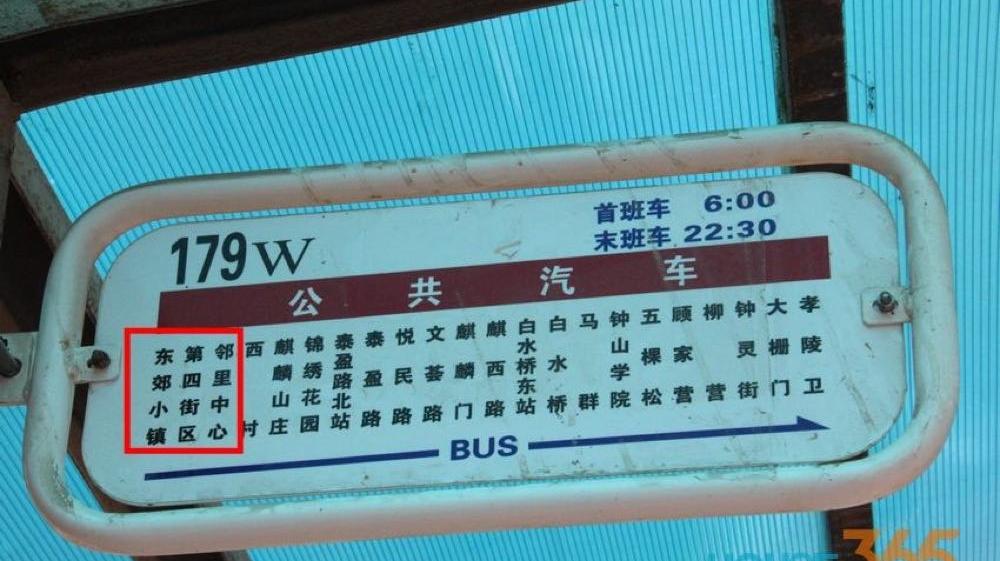 179W
首班车 6:00
末班车 22:30
公共汽车
东郊小镇第四街区邻里中心
西村
麒麟山庄
锦绣花园
泰盈路北站
泰盈路
悦民路
文荟路
麒麟门
麒西路
白水桥东站
白水桥
马群
钟山学院
五棵松
顾家营
柳营
钟灵街
大栅门
孝陵卫
BUS
HOUSE365